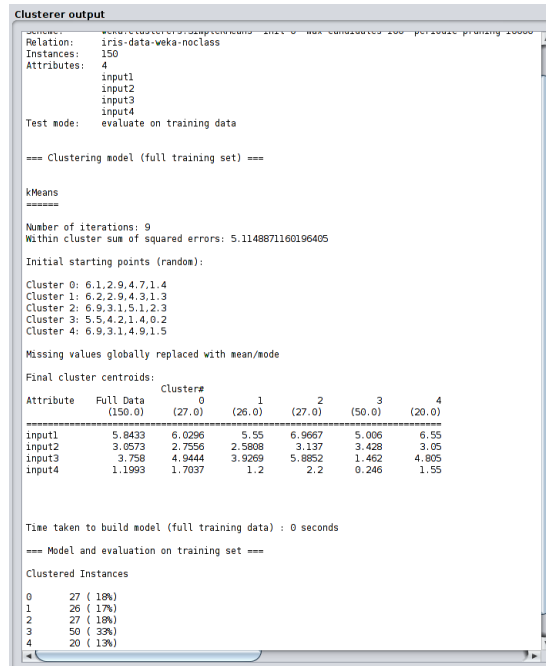 Clusterer output
Relation: iris-data-weka-noclass
Instances: 150
Attributes: 4
input1
input2
input3
input4
Test mode: evaluate on training data
=== Clustering model (full training set) ===
kMeans
======
Number of iterations: 9
Within cluster sum of squared errors: 5.1148871160196405
Initial starting points (random):
Cluster 0: 6.1,2.9,4.7,1.4
Cluster 1: 6.2,2.9,4.3,1.3
Cluster 2: 6.9,3.1,5.1,2.3
Cluster 3: 5.5,4.2,1.4,0.2
Cluster 4: 6.9,3.1,4.9,1.5
Missing values globally replaced with mean/mode
Final cluster centroids:
Cluster#
Attribute Full Data 0 1 2 3 4
(150.0) (27.0) (26.0) (27.0) (50.0) (20.0)
==============================================================================
input1 5.8433 6.0296 5.55 6.9667 5.006 6.55
input2 3.0573 2.7556 2.5808 3.137 3.428 3.05
input3 3.758 4.9444 3.9269 5.8852 1.462 4.805
input4 1.1993 1.7037 1.2 2.2 0.246 1.55
Time taken to build model (full training data) : 0 seconds
=== Model and evaluation on training set ===
Clustered Instances
0 27 ( 18%)
1 26 ( 17%)
2 27 ( 18%)
3 50 ( 33%)
4 20 ( 13%)